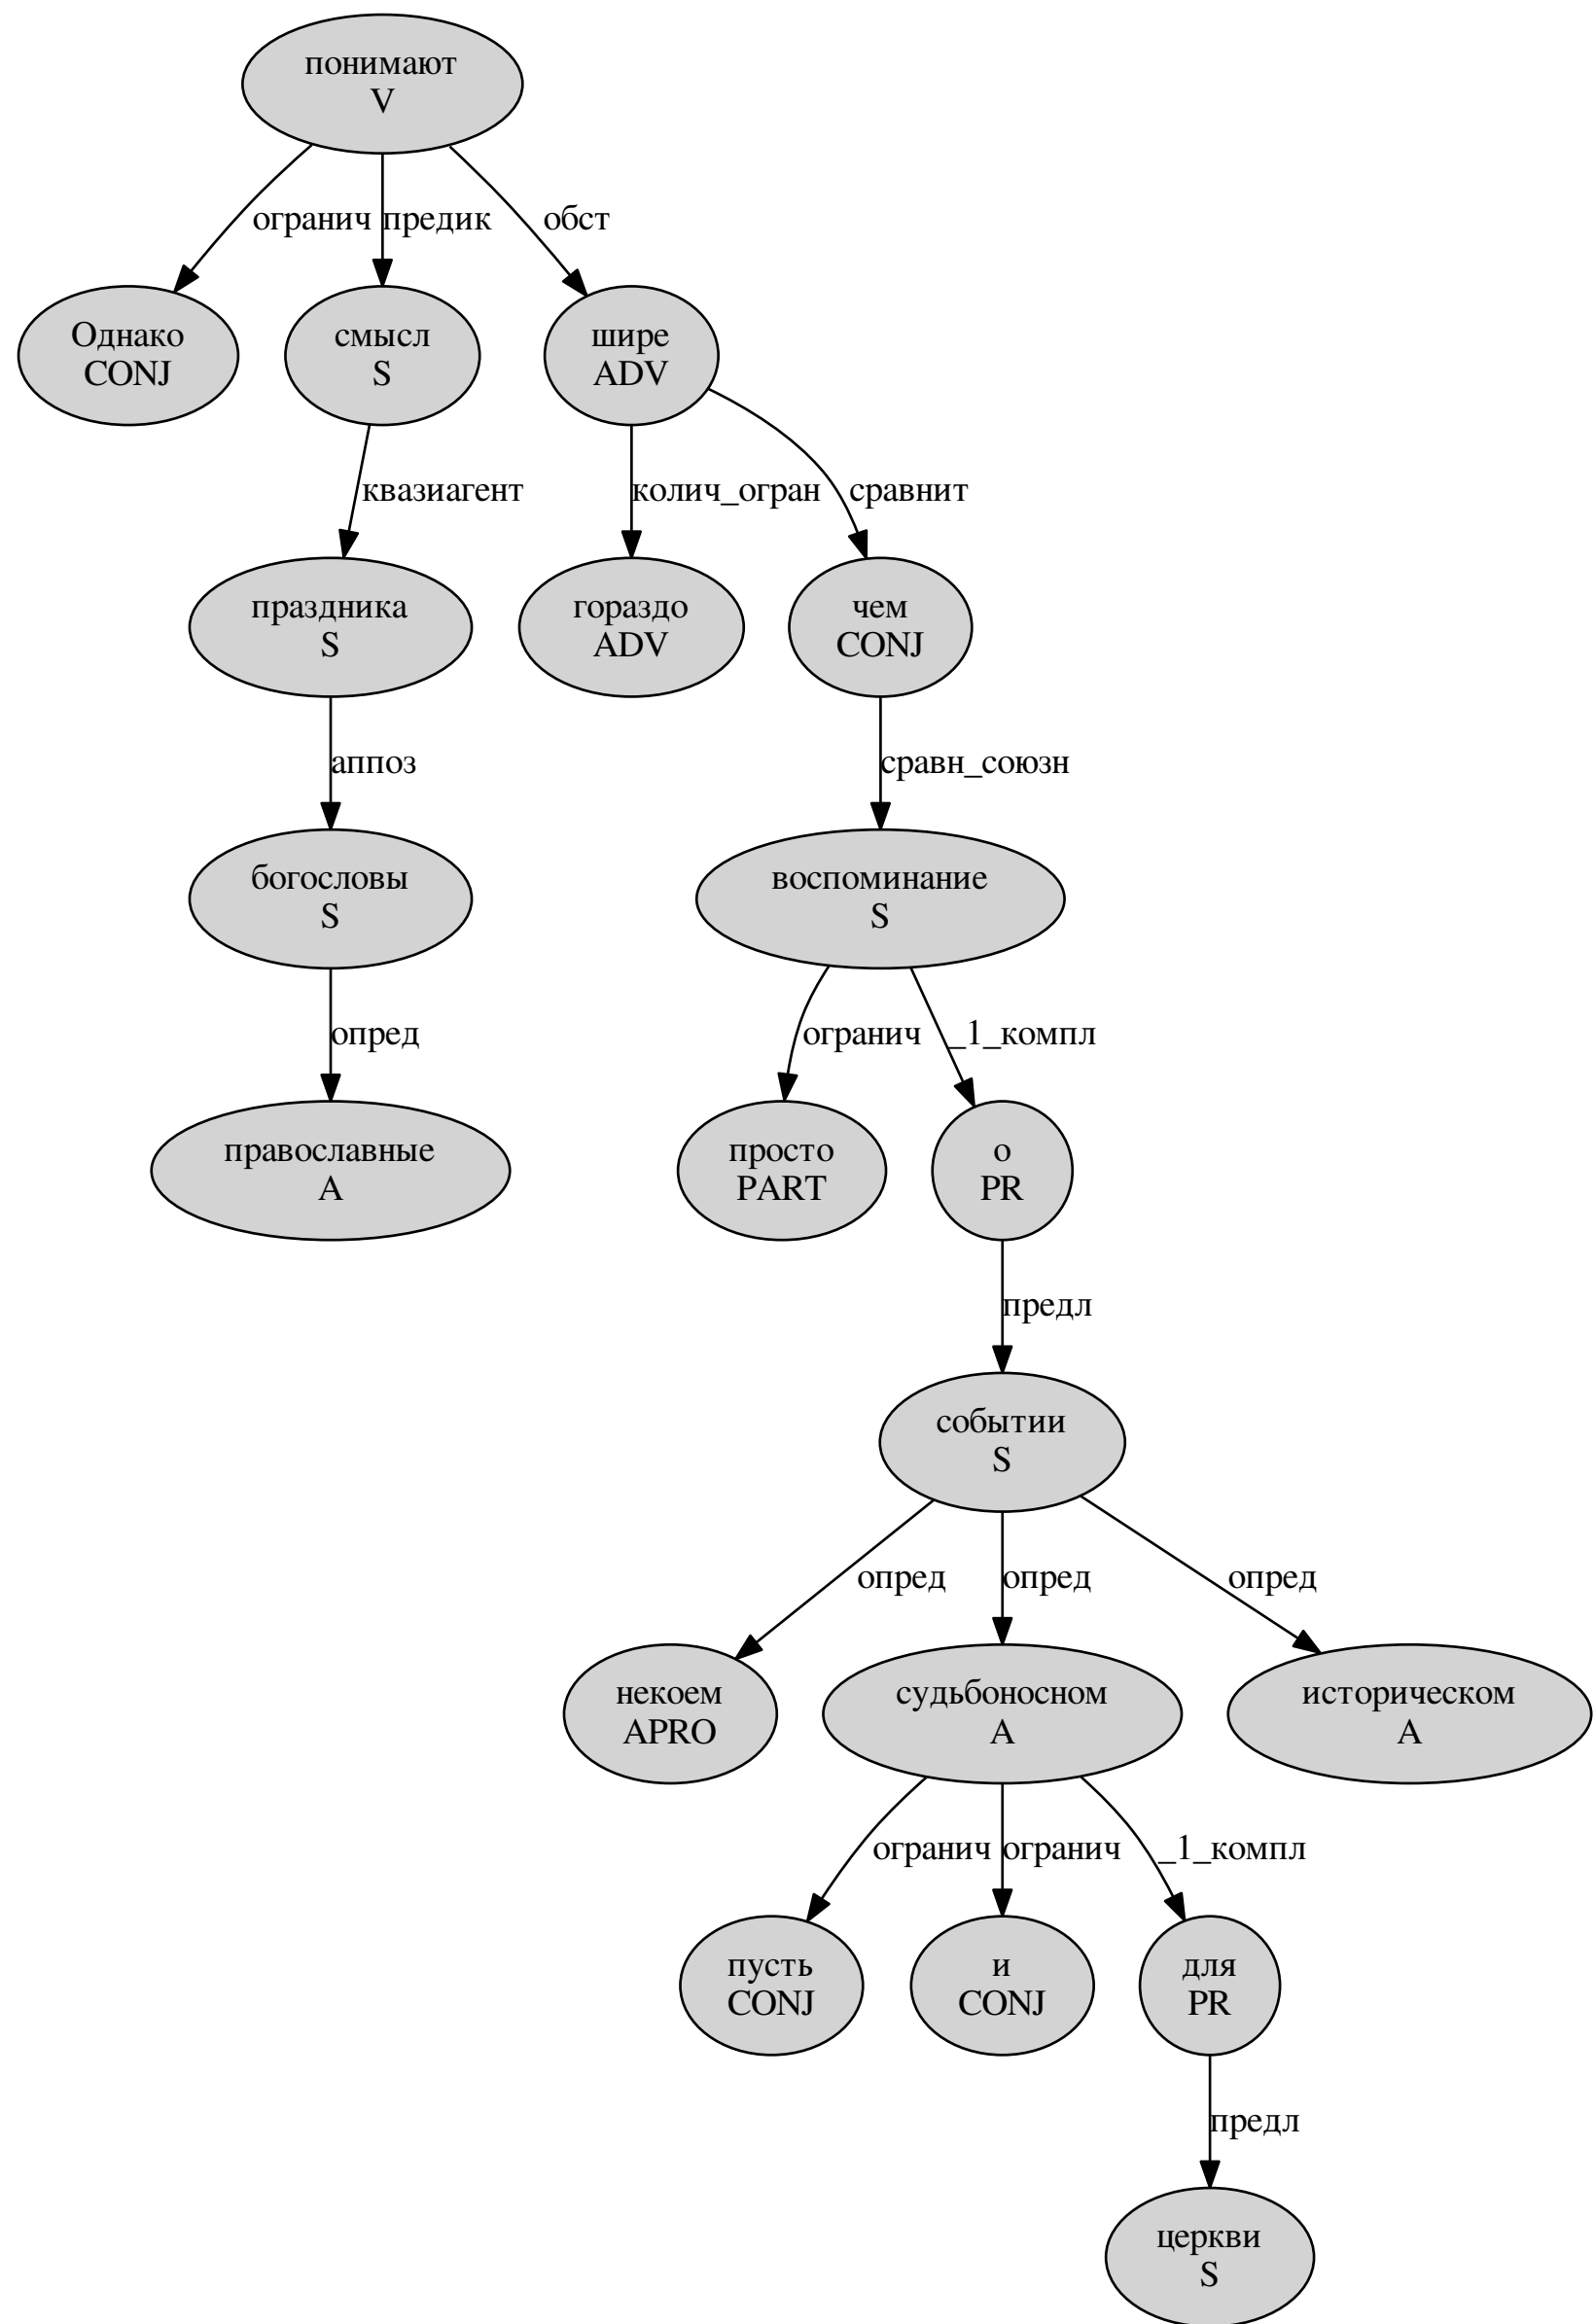 понимают
V
огранич
предик
обст
Однако
CONJ
смысл
S
шире
ADV
квазиагент
колич_огран
сравнит
праздника
S
гораздо
ADV
чем
CONJ
аппоз
сравн_союзн
богословы
S
воспоминание
S
опред
огранич
_1_компл
православные
A
просто
PART
о
PR
предл
событии
S
опред
опред
опред
некоем
APRO
судьбоносном
A
историческом
A
огранич
огранич
_1_компл
пусть
CONJ
и
CONJ
для
PR
предл
церкви
S